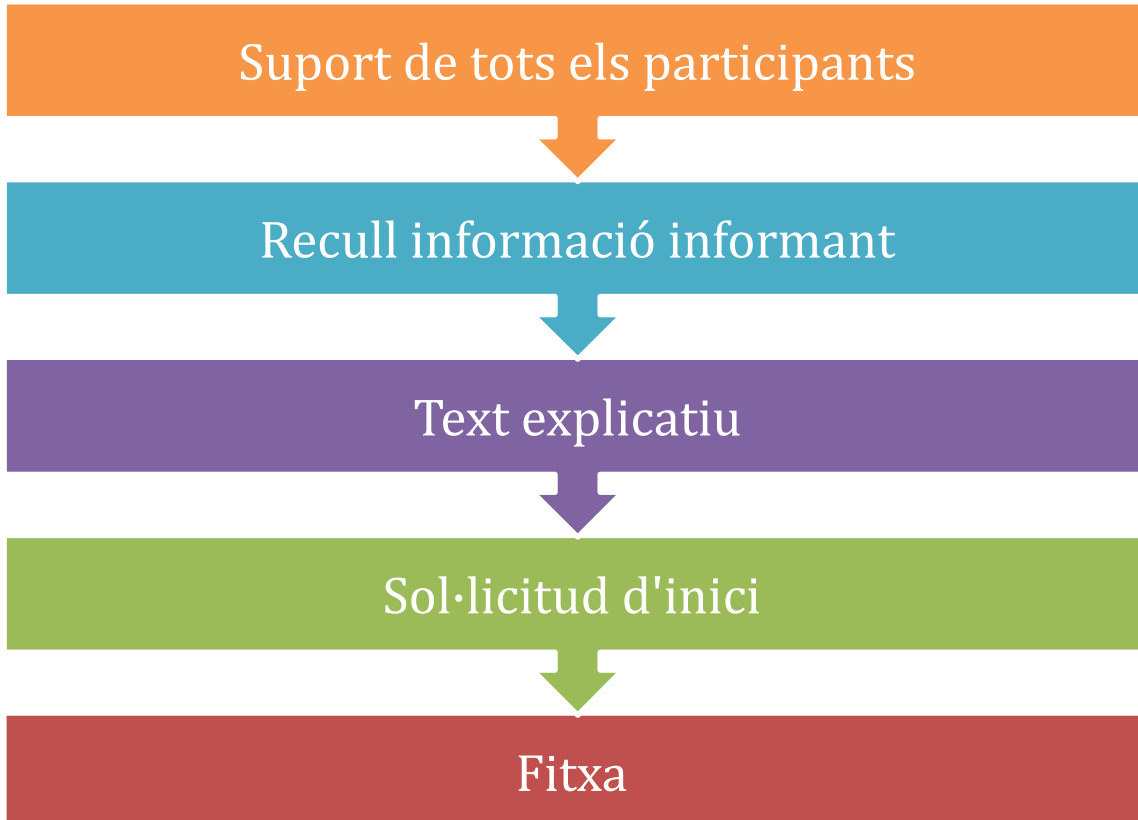 Suport de tots els participants
Recull informació informant
Text explicatiu
Sol·licitud d'inici
Fitxa